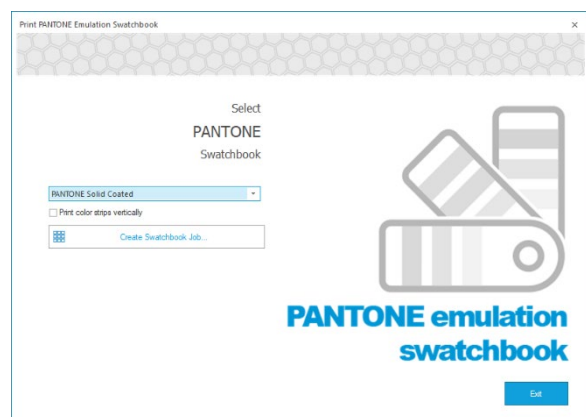 Print PANTONE Emulation Swatchbook
Select
PANTONE
Swatchbook
PANTONE Solid Coated
Print color strips vertically
Create Swatchbook Job...
PANTONE emulation
swatchbook
Exit